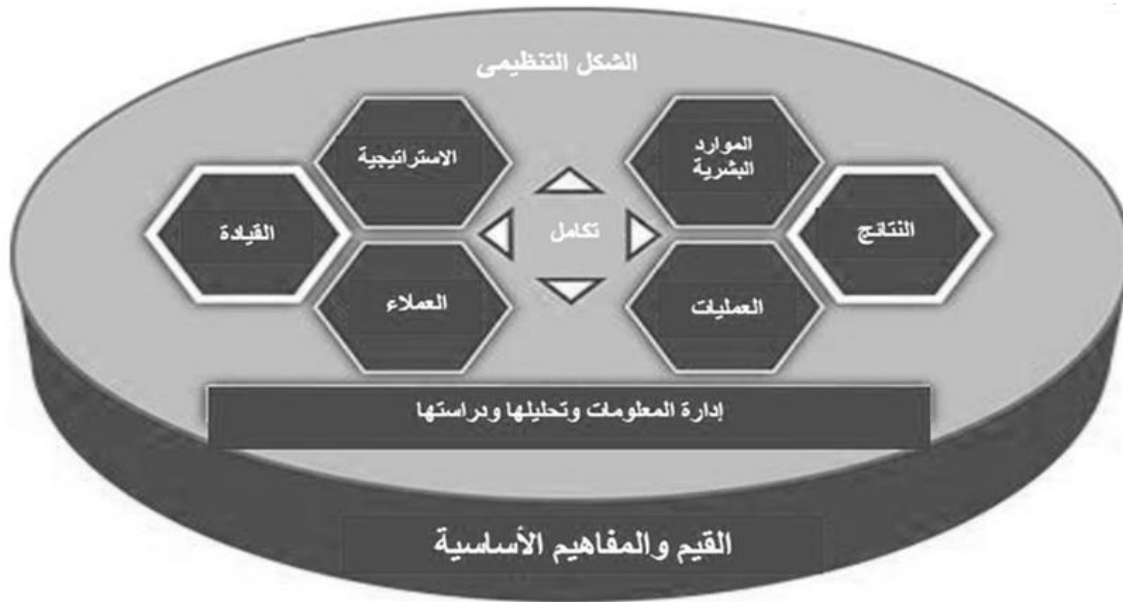 الشكل التنظيمى
الموارد
البشرية
الاستراتيجية
النتائج
تكامل
القيادة
العمليات
العملاء
إدارة المعلومات وتحليلها ودراستها
القيم والمفاهيم الأساسية